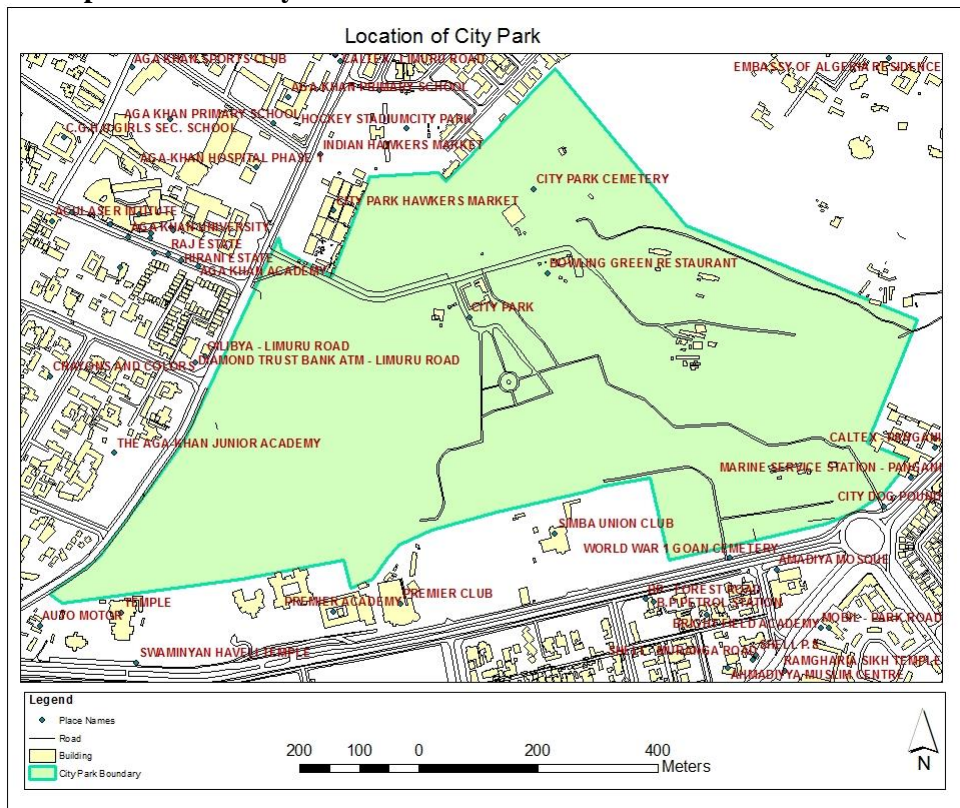 Location of City Park
AGA KHAN SPORTS CLUB
CALTEX - LIMURU ROAD
EMBASSY OF ALGERIA RESIDENCE
AGA KHAN PRIMARY SCHOOL
AGA KHAN PRIMARY SCHOOL
HOCKEY STADIUMCITY PARK
C.G.H.U GIRLS SEC. SCHOOL
INDIAN HAWKERS MARKET
AGA-KHAN HOSPITAL PHASE 1
CITY PARK CEMETERY
CITY PARK HAWKERS MARKET
AGA KHAN UNIVERSITY
RAJ ESTATE
HIRANI ESTATE
AGA KHAN ACADEMY
BOWLING GREEN RESTAURANT
CITY PARK
GILIBYA - LIMURU ROAD
DIAMOND TRUST BANK ATM - LIMURU ROAD
CRAYONS AND COLORS
THE AGA-KHAN JUNIOR ACADEMY
CALTEX - PANGANI
MARINE SERVICE STATION - PANGANI
CITY DOG POUND
SIMBA UNION CLUB
WORLD WAR 1 GOAN CEMETERY
AMADIYA MOSQUE
FOREST ROAD
B.P PETROL STATION
PREMIER CLUB
PREMIER ACADEMY
TEMPLE
AUTO MOTOR
MOBIL - PARK ROAD
BRIGHT FIELD ACADEMY
SHELL P.S
SHELL - MURANGA ROAD
SWAMINYAN HAVELI TEMPLE
RAMGHARIA SIKH TEMPLE
AHMADIYYA MUSLIM CENTRE
Legend
Place Names
Road
Building
City Park Boundary
200 100 0 200 400
Meters
N